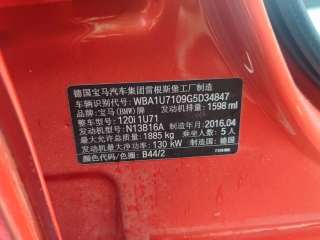 德国宝马汽车集团雷根斯堡工厂制造
车辆识别代号: WBA1U7109G5D34847
品牌: 宝马(BMW)牌 发动机排量: 1598 ml
整车型号: 120i 1U71
发动机型号: N13B16A 制造年月: 2016.04
最大允许总质量: 1885 kg 乘坐人数: 5 人
发动机最大净功率: 130 kW 制造国: 德国
颜色代码/色圈: B44/2